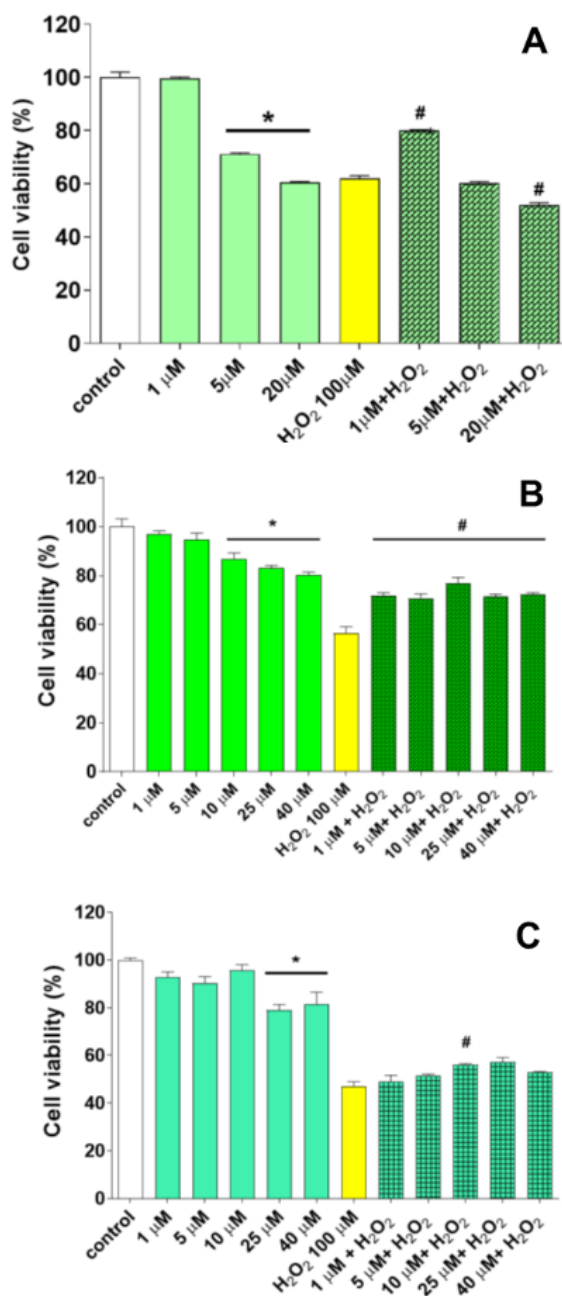 A
Cell viability (%)
120
100
80
60
40
20
0
*
#
#
control
1 μM
5μM
20μM
H₂O₂ 100μM
1μM+H₂O₂
5μM+H₂O₂
20μM+H₂O₂
B
Cell viability (%)
120
100
80
60
40
20
0
*
#
control
1 μM
5 μM
10 μM
25 μM
40 μM
H₂O₂ 100 μM
1 μM + H₂O₂
5 μM+ H₂O₂
10 μM+ H₂O₂
25 μM+ H₂O₂
40 μM+ H₂O₂
C
Cell viability (%)
120
100
80
60
40
20
0
*
#
control
1 μM
5 μM
10 μM
25 μM
40 μM
H₂O₂ 100 μM
1 μM + H₂O₂
5 μM+ H₂O₂
10 μM+ H₂O₂
25 μM+ H₂O₂
40 μM+ H₂O₂